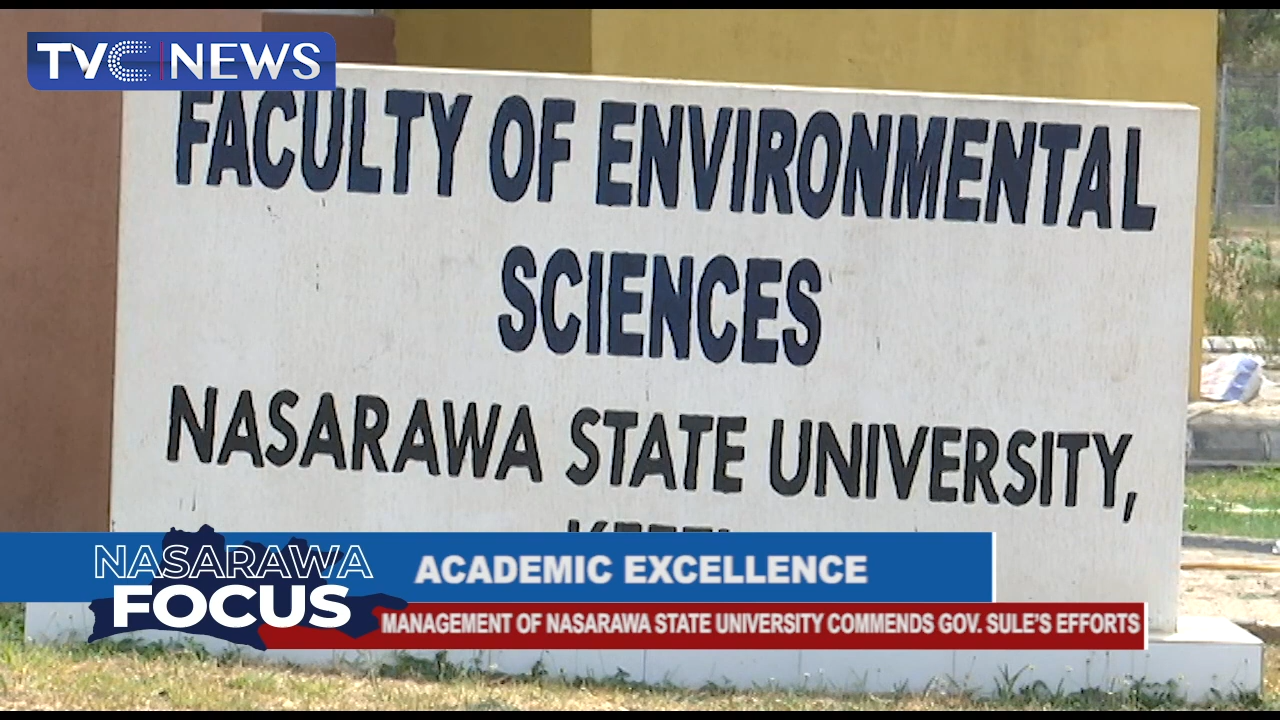 TVC NEWS
FACULTY OF ENVIRONMENTAL
SCIENCES
NASARAWA STATE UNIVERSITY,
NASARAWA
FOCUS
ACADEMIC EXCELLENCE
MANAGEMENT OF NASARAWA STATE UNIVERSITY COMMENDS GOV. SULE'S EFFORTS